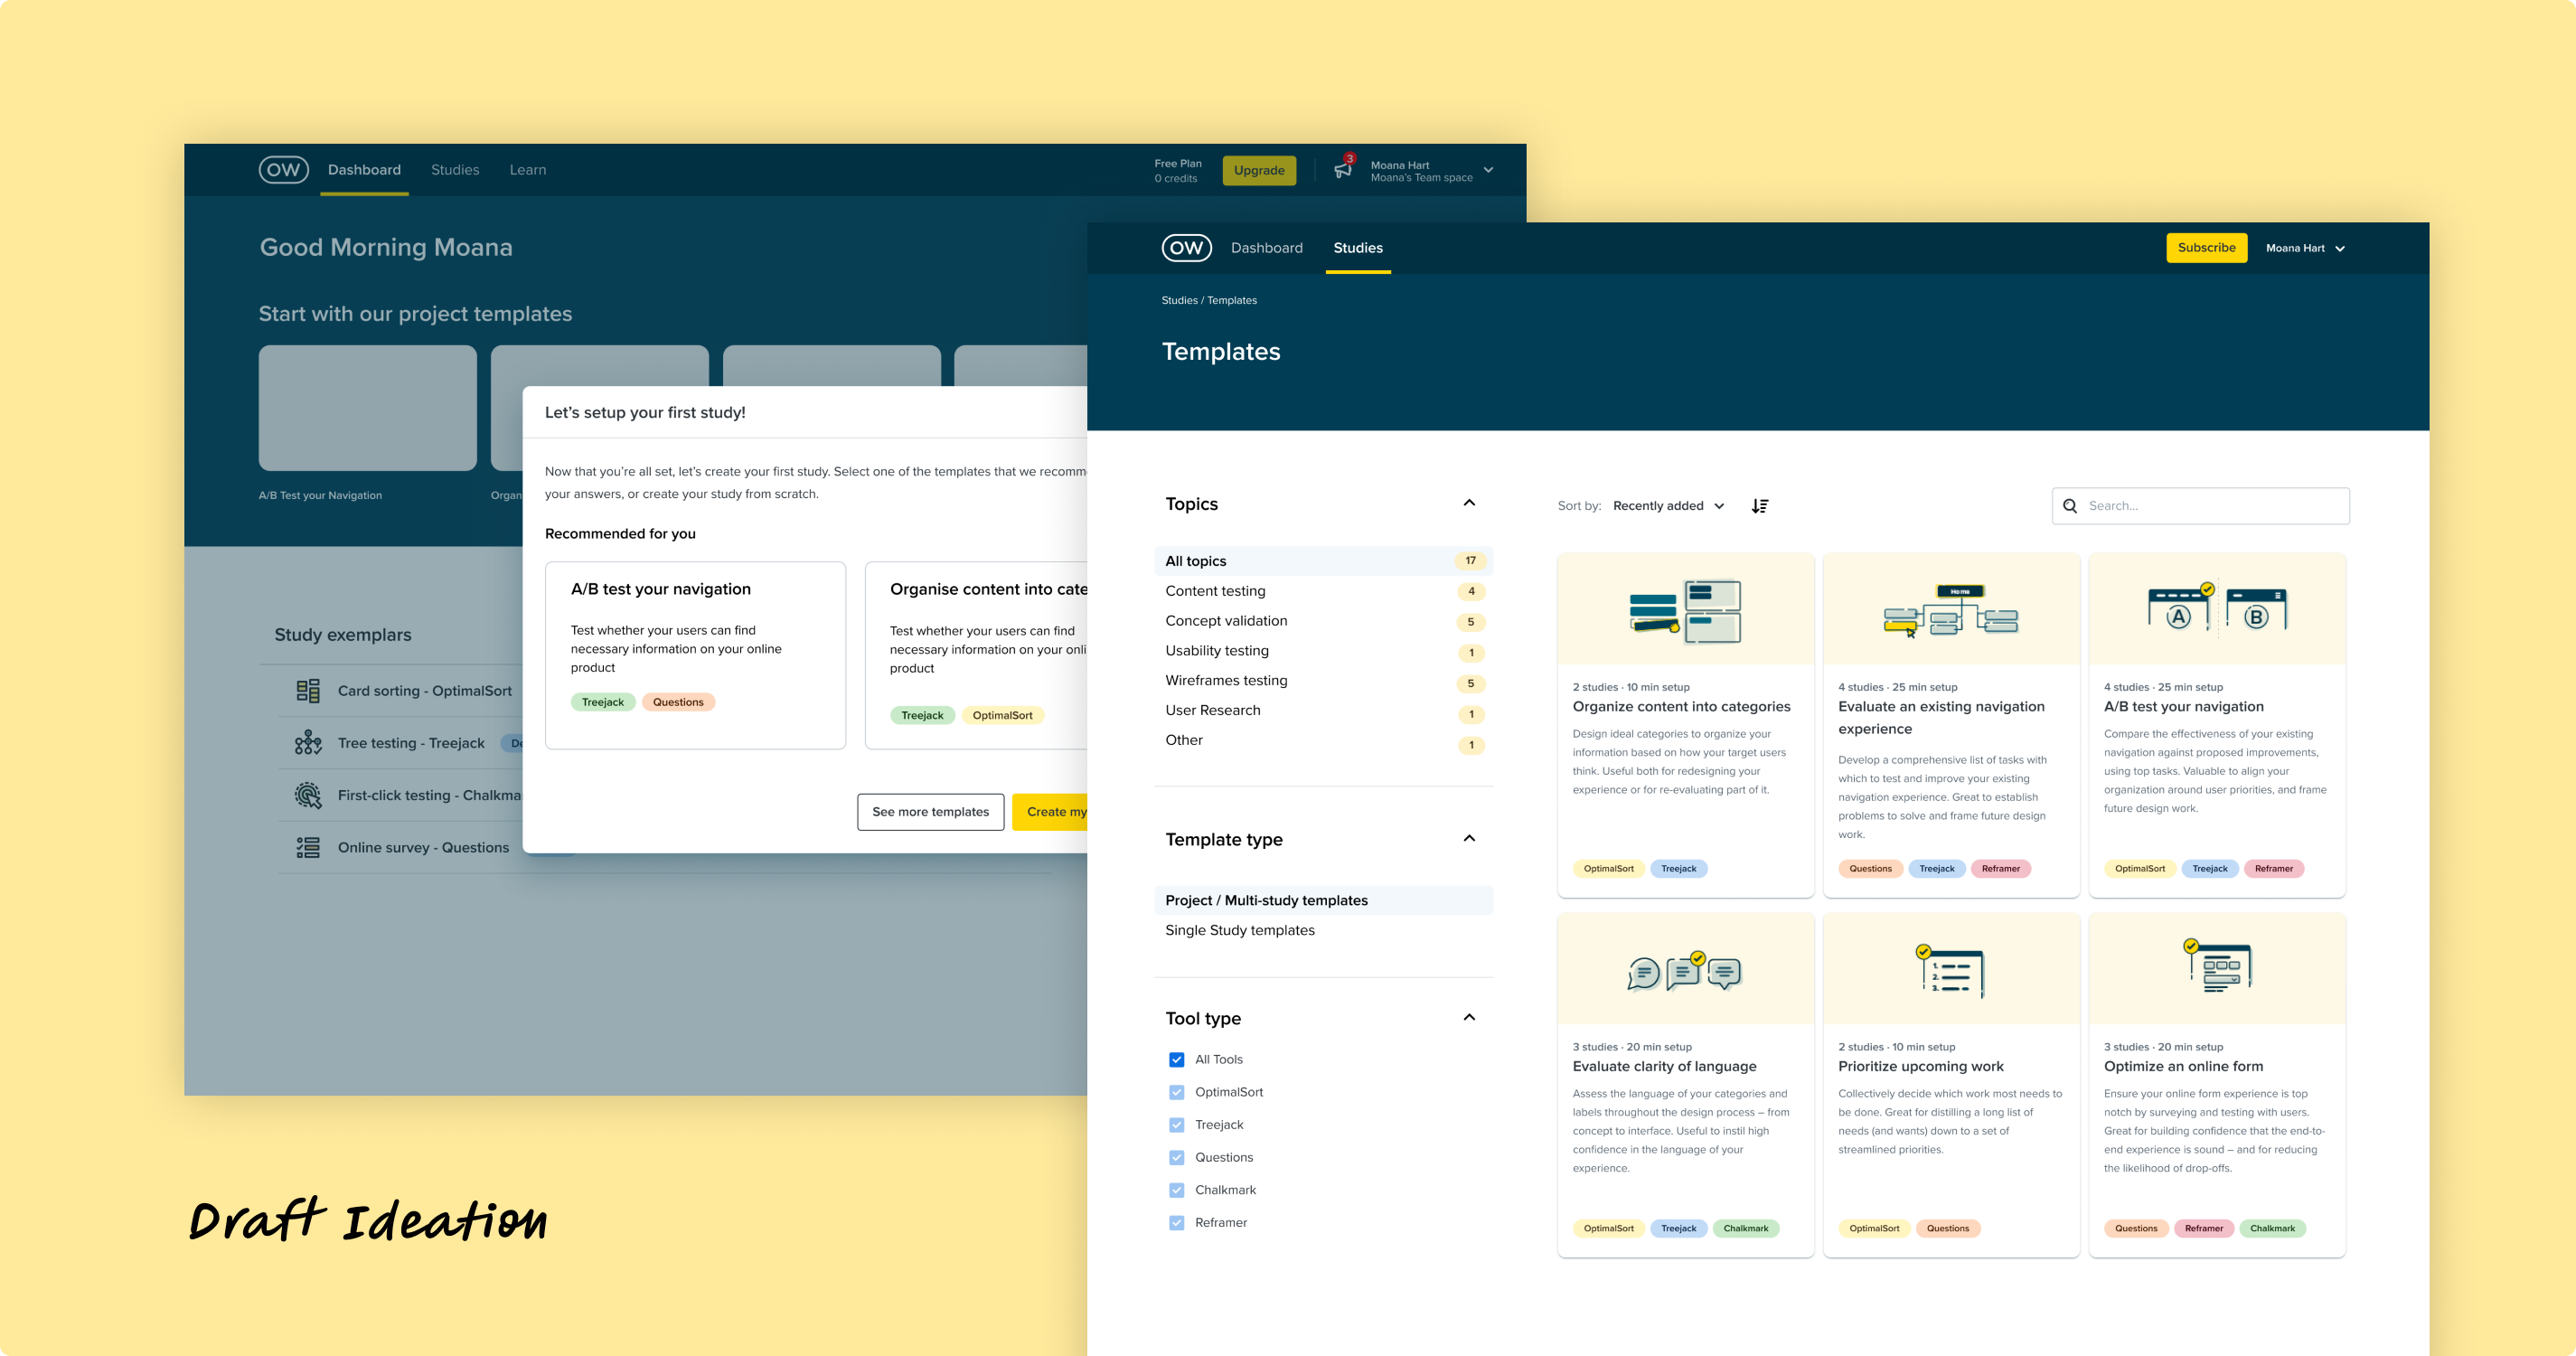 OW
Dashboard
Studies
Learn
Free Plan
0 credits
Upgrade
3
Moana Hart
Moana's Team space
Good Morning Moana
Start with our project templates
A/B Test your Navigation
Study exemplars
Card sorting - OptimalSort
Tree testing - Treejack
First-click testing -
Online survey - Questions
Let's setup your first study!
Now that you're all set, let's create your first study. Select one of the templates that we
your answers, or create your study from scratch.
Recommended for you
A/B test your navigation
Test whether your users can find
necessary information on your online
product
Treejack
Questions
Organise content into
Test whether your users can find
necessary information on your
product
Treejack
OptimalSort
See more templates
Create my
OW
Dashboard
Studies
Subscribe
Moana Hart
Studies / Templates
Templates
Topics
All topics 17
Content testing 4
Concept validation 5
Usability testing 1
Wireframes testing 5
User Research 1
Other 1
Template type
Project / Multi-study templates
Single Study templates
Tool type
All Tools
OptimalSort
Treejack
Questions
Chalkmark
Reframer
Sort by: Recently added
Search...
2 studies · 10 min setup
Organize content into categories
Design ideal categories to organize your
information based on how your target users
think. Useful both for redesigning your
experience or for re-evaluating part of it.
OptimalSort
Treejack
Home
4 studies · 25 min setup
Evaluate an existing navigation
experience
Develop a comprehensive list of tasks with
which to test and improve your existing
navigation experience. Great to establish
problems to solve and frame future design
work.
Questions
Treejack
Reframer
A
B
4 studies · 25 min setup
A/B test your navigation
Compare the effectiveness of your existing
navigation against proposed improvements,
using top tasks. Valuable to align your
organization around user priorities, and frame
future design work.
OptimalSort
Treejack
Reframer
3 studies · 20 min setup
Evaluate clarity of language
Assess the language of your categories and
labels throughout the design process – from
concept to interface. Useful to instil high
confidence in the language of your
experience.
OptimalSort
Treejack
Chalkmark
1.
2.
3.
2 studies · 10 min setup
Prioritize upcoming work
Collectively decide which work most needs to
be done. Great for distilling a long list of
needs (and wants) down to a set of
streamlined priorities.
OptimalSort
Questions
3 studies · 20 min setup
Optimize an online form
Ensure your online form experience is top
notch by surveying and testing with users.
Great for building confidence that the end-to-
end experience is sound – and for reducing
the likelihood of drop-offs.
Questions
Reframer
Chalkmark
Draft Ideation